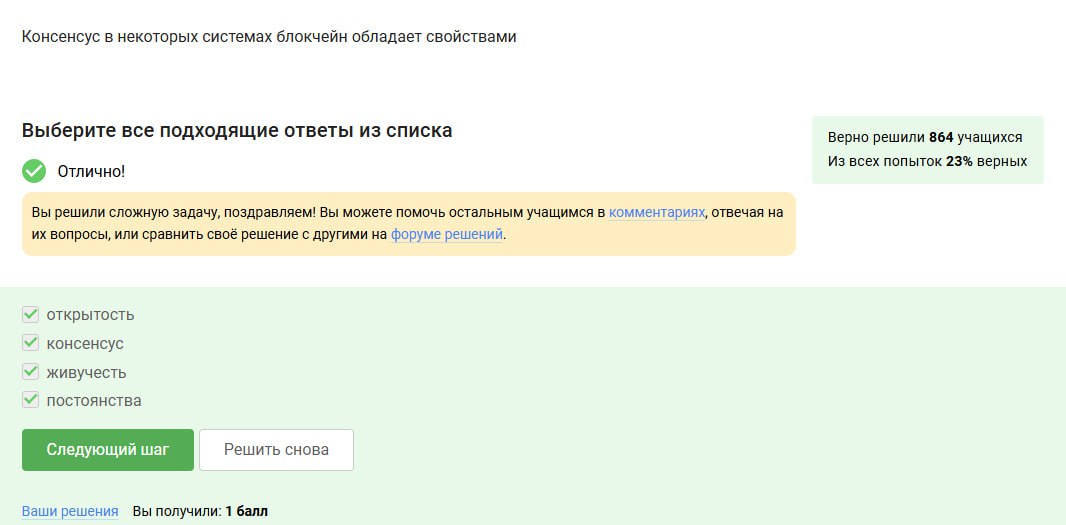 Консенсус в некоторых системах блокчейн обладает свойствами
Выберите все подходящие ответы из списка
Верно решили 864 учащихся
Из всех попыток 23% верных
Отлично!
Вы решили сложную задачу, поздравляем! Вы можете помочь остальным учащимся в комментариях, отвечая на
их вопросы, или сравнить своё решение с другими на форуме решений.
открытость
консенсус
живучесть
постоянства
Следующий шаг
Решить снова
Ваши решения Вы получили: 1 балл